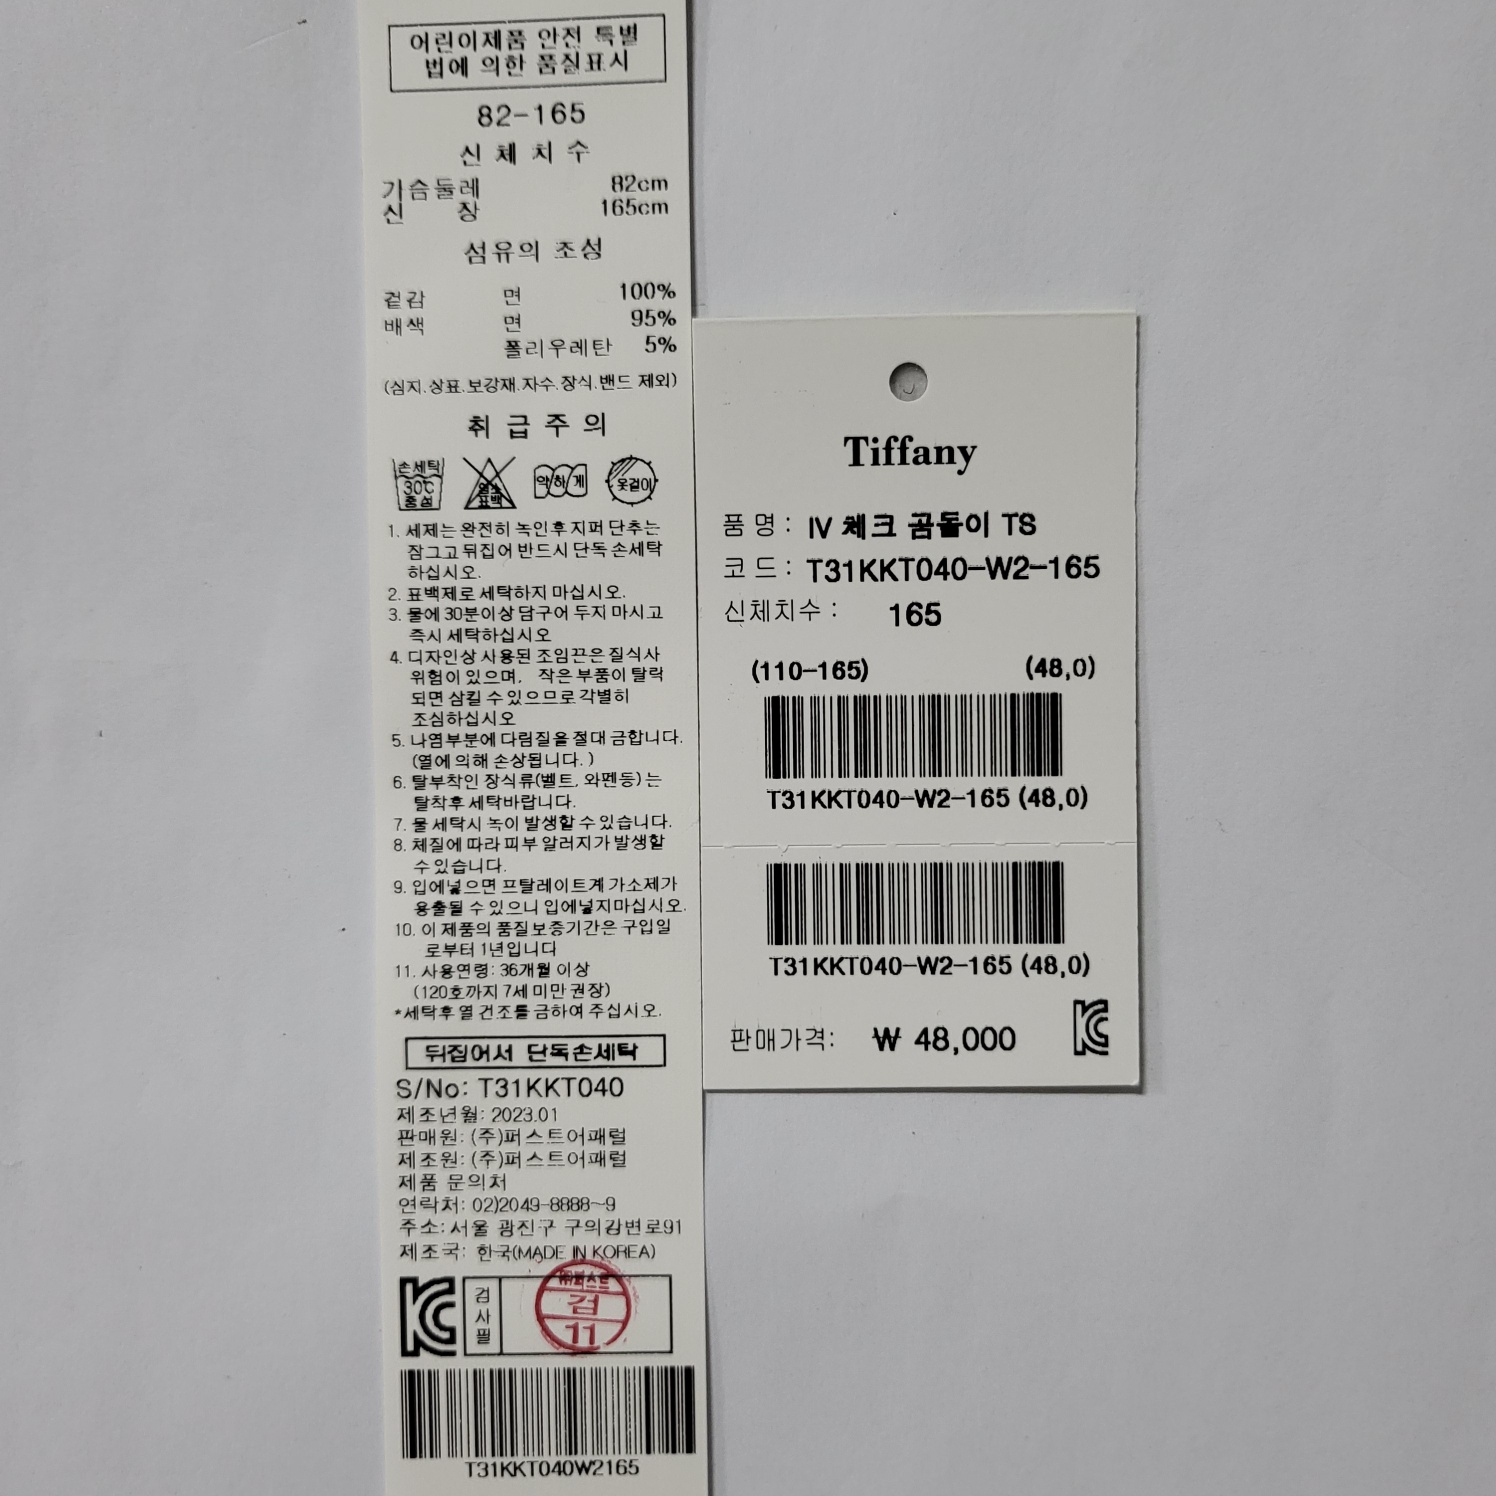 어린이제품 안전 특별
법에 의한 품질표시
82-165
신 체 치 수
가슴둘레 82cm
신 장 165cm
섬유의 조성
겉감 면 100%
배색 면 95%
폴리우레탄 5%
(심지.상표.보강재.자수.장식.밴드 제외)
취 급 주 의
손세탁
30℃
중성
염소
표백
약하게
옷걸이
1. 세제는 완전히 녹인후 지퍼 단추는
잠그고 뒤집어 반드시 단독 손세탁
하십시오.
2. 표백제로 세탁하지 마십시오.
3. 물에 30분이상 담구어 두지 마시고
즉시 세탁하십시오
4. 디자인상 사용된 조임끈은 질식사
위험이 있으며, 작은 부품이 탈락
되면 삼킬 수 있으므로 각별히
조심하십시오
5. 나염부분에 다림질을 절대 금합니다.
(열에 의해 손상됩니다. )
6. 탈부착인 장식류(벨트, 와펜등) 는
탈착후 세탁바랍니다.
7. 물 세탁시 녹이 발생할 수 있습니다.
8. 체질에 따라 피부 알러지가 발생할
수 있습니다.
9. 입에넣으면 프탈레이트계 가소제가
용출될 수 있으니 입에넣지마십시오.
10. 이 제품의 품질보증기간은 구입일
로부터 1년입니다
11. 사용연령: 36개월 이상
(120호까지 7세 미만 권장)
*세탁후 열 건조를 금하여 주십시오.
뒤집어서 단독손세탁
S/No: T31KKT040
제조년월: 2023.01
판매원: (주)퍼스트어패럴
제조원: (주)퍼스트어패럴
제품 문의처
연락처: 02)2049-8888~9
주소: 서울 광진구 구의강변로91
제조국: 한국(MADE IN KOREA)
KC
검사필
㈜퍼스트
검
11
T31KKT040W2165
Tiffany
품 명 : IV 체크 곰돌이 TS
코 드 : T31KKT040-W2-165
신체치수 : 165
(110-165) (48,0)
T31KKT040-W2-165 (48,0)
T31KKT040-W2-165 (48,0)
판매가격: ₩ 48,000
KC